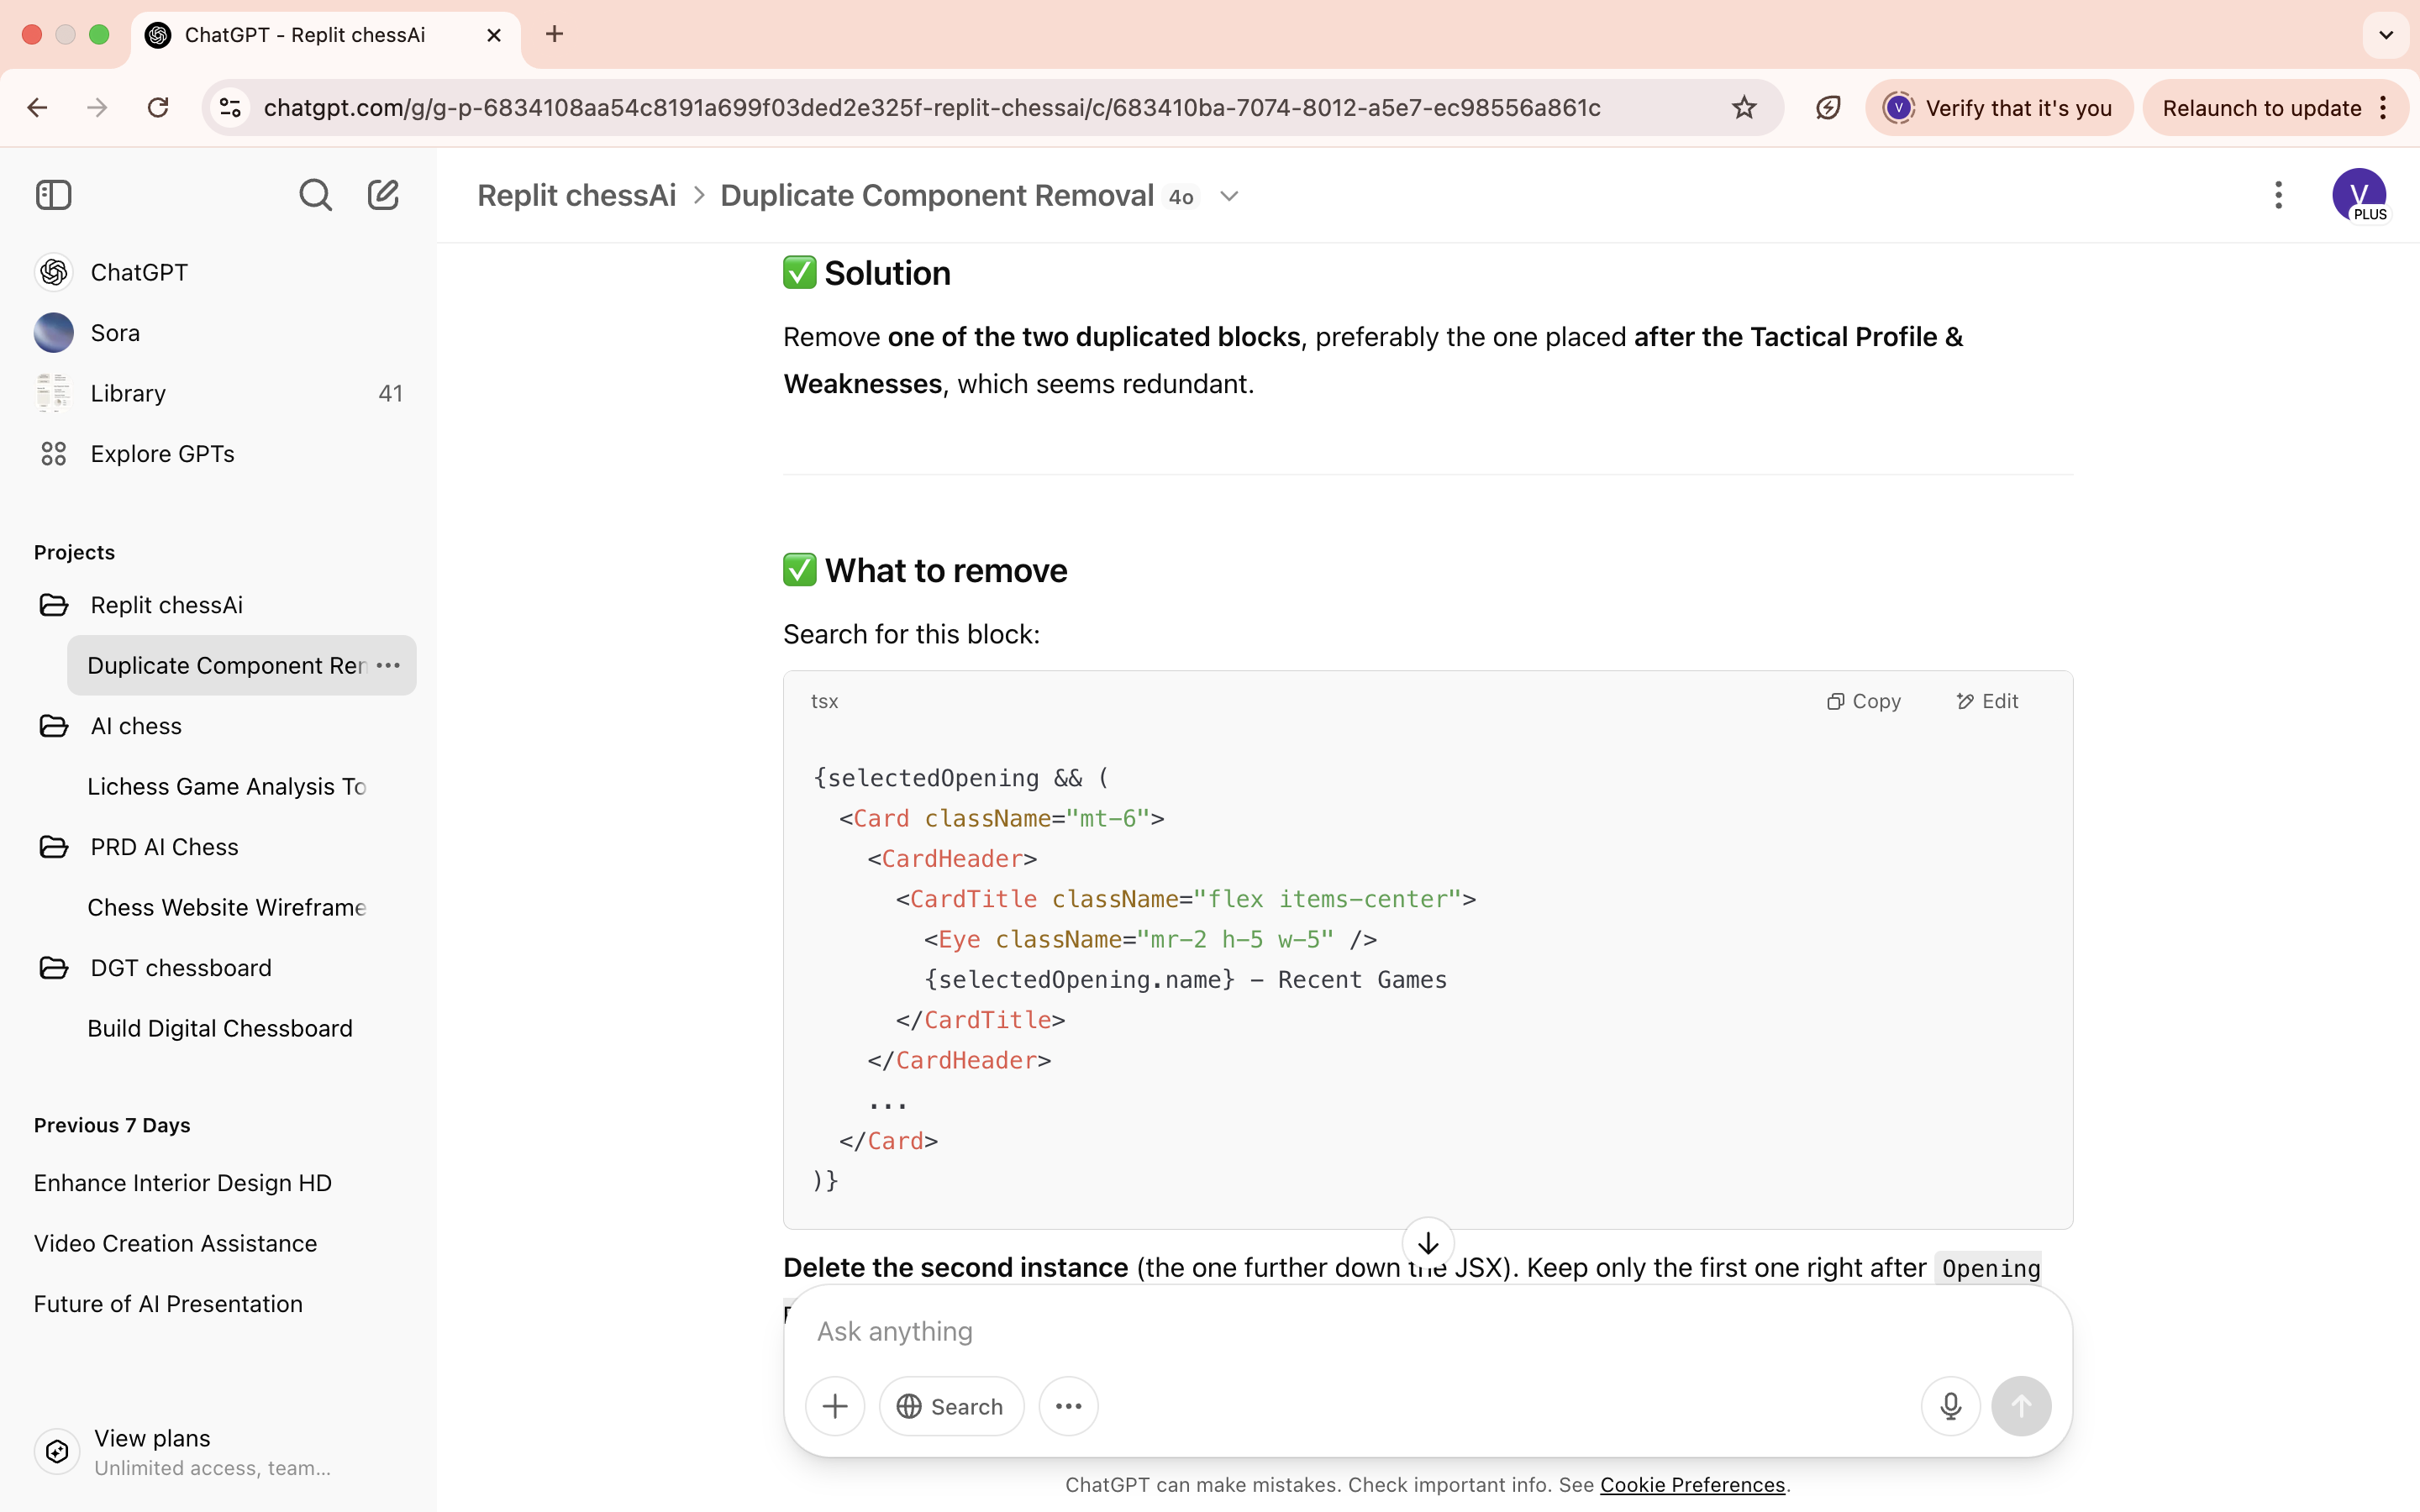 ChatGPT - Replit chessAi
chatgpt.com/g/g-p-6834108aa54c8191a699f03ded2e325f-replit-chessai/c/683410ba-7074-8012-a5e7-ec98556a861c
V
Verify that it's you
Relaunch to update
Replit chessAi > Duplicate Component Removal 4o
V
PLUS
ChatGPT
Sora
Library 41
Explore GPTs
Projects
Replit chessAi
Duplicate Component Ren
AI chess
Lichess Game Analysis To
PRD AI Chess
Chess Website Wireframe
DGT chessboard
Build Digital Chessboard
Previous 7 Days
Enhance Interior Design HD
Video Creation Assistance
Future of AI Presentation
View plans
Unlimited access, team...
✅ Solution
Remove one of the two duplicated blocks, preferably the one placed after the Tactical Profile &
Weaknesses, which seems redundant.
✅ What to remove
Search for this block:
tsx
Copy
Edit
{selectedOpening && (
<Card className="mt-6">
<CardHeader>
<CardTitle className="flex items-center">
<Eye className="mr-2 h-5 w-5" />
{selectedOpening.name} – Recent Games
</CardTitle>
</CardHeader>
...
</Card>
)}
Delete the second instance (the one further down the JSX). Keep only the first one right after Opening
Ask anything
Search
ChatGPT can make mistakes. Check important info. See Cookie Preferences.